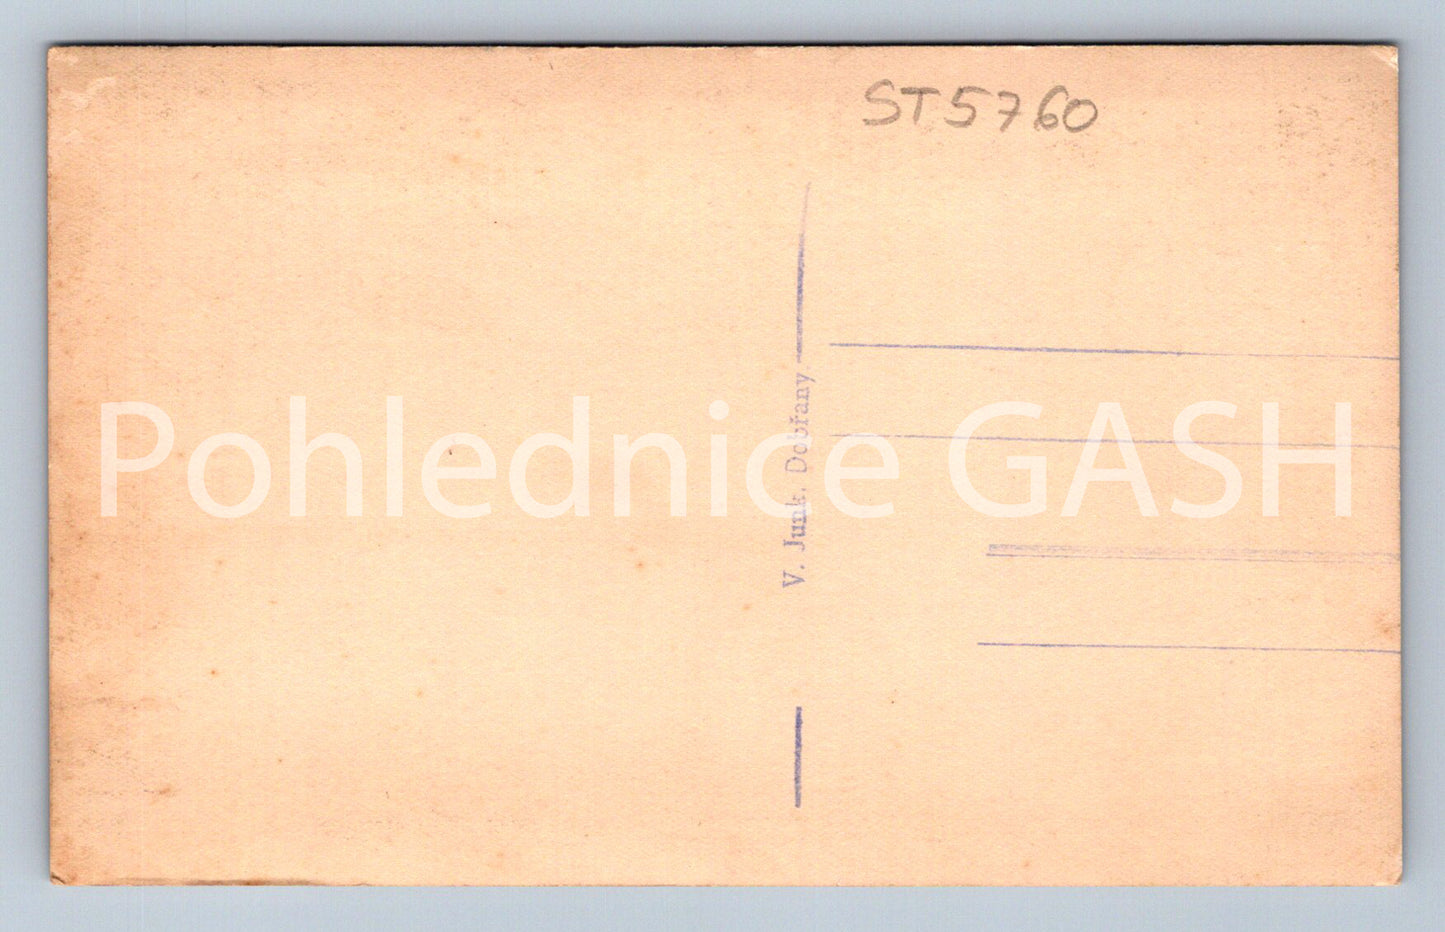 ST5760
V. Junk, Dobřany
Pohlednice GASH